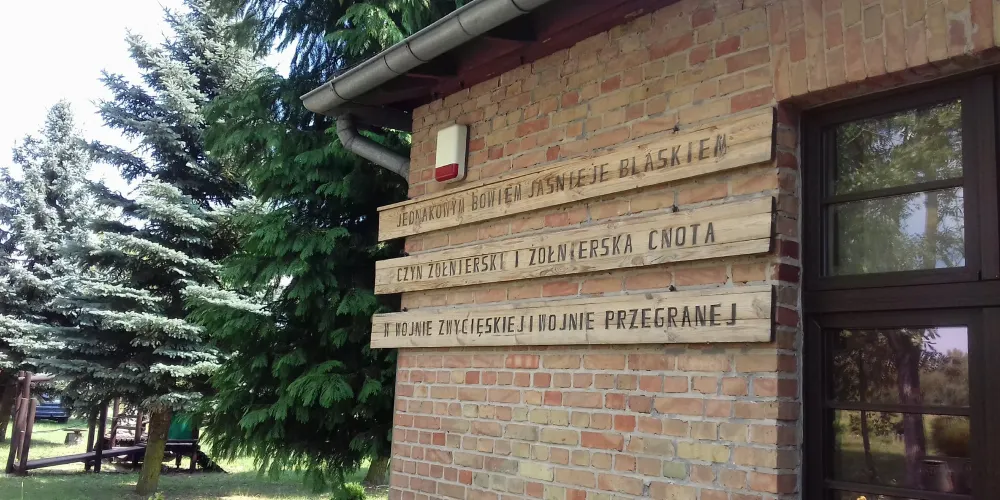 JEDNAKOWYM BOWIEM JAŚNIEJE BLASKIEM
CZYN ŻOŁNIERSKI I ŻOŁNIERSKA CNOTA
W WOJNIE ZWYCIĘSKIEJ I WOJNIE PRZEGRANEJ